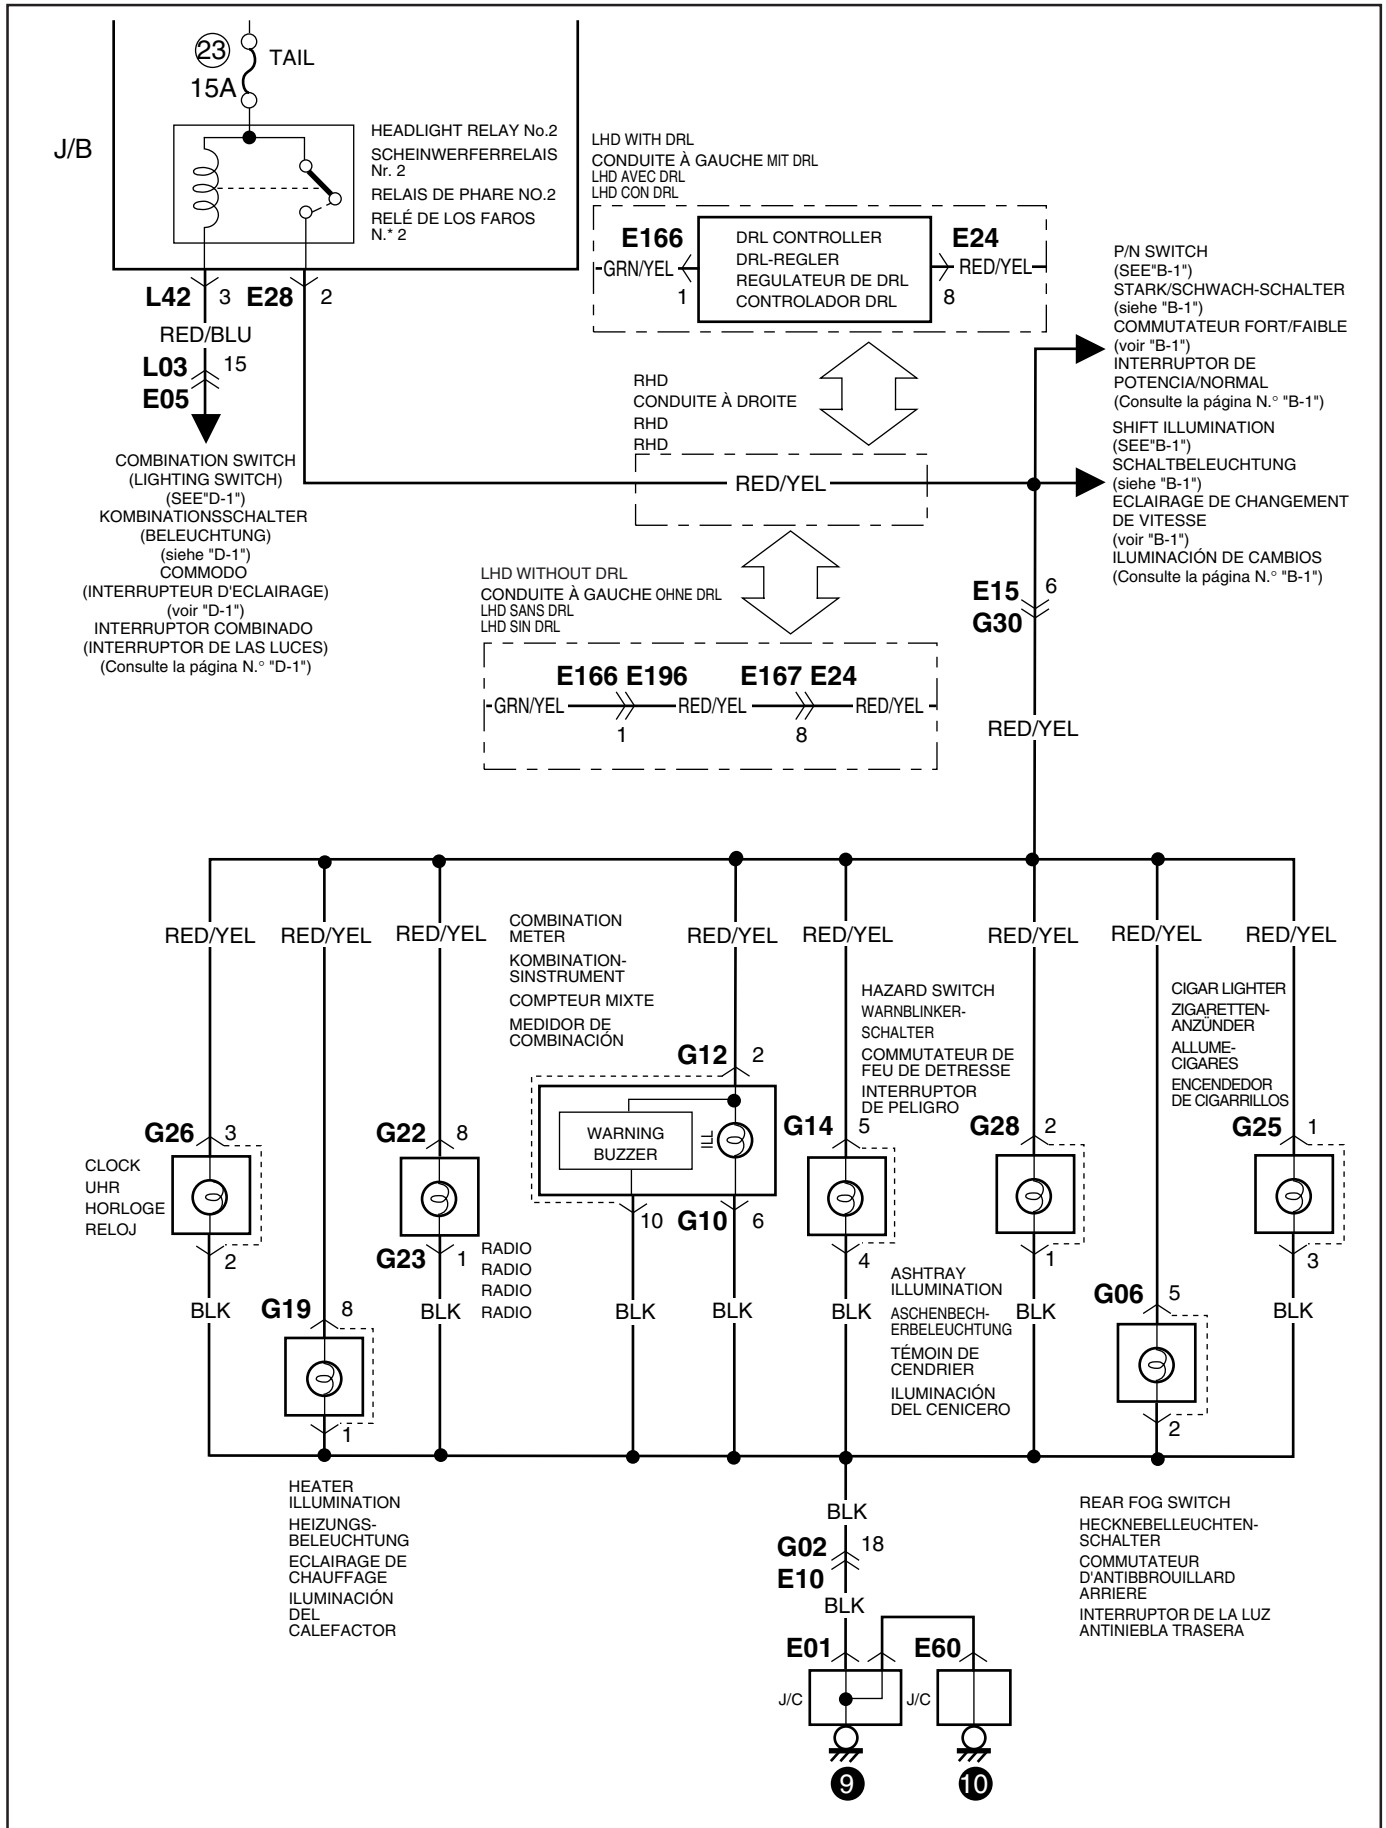 23
TAIL
15A
J/B
HEADLIGHT RELAY No.2
SCHEINWERFERRELAIS
Nr. 2
RELAIS DE PHARE NO.2
RELÉ DE LOS FAROS
N.* 2
L42 3 E28 2
RED/BLU
L03 15
E05
COMBINATION SWITCH
(LIGHTING SWITCH)
(SEE"D-1")
KOMBINATIONSSCHALTER
(BELEUCHTUNG)
(siehe "D-1")
COMMODO
(INTERRUPTEUR D'ECLAIRAGE)
(voir "D-1")
INTERRUPTOR COMBINADO
(INTERRUPTOR DE LAS LUCES)
(Consulte la página N.° "D-1")
LHD WITH DRL
CONDUITE À GAUCHE MIT DRL
LHD AVEC DRL
LHD CON DRL
E166
GRN/YEL
1
DRL CONTROLLER
DRL-REGLER
REGULATEUR DE DRL
CONTROLADOR DRL
E24
RED/YEL
8
RHD
CONDUITE À DROITE
RHD
RHD
RED/YEL
P/N SWITCH
(SEE"B-1")
STARK/SCHWACH-SCHALTER
(siehe "B-1")
COMMUTATEUR FORT/FAIBLE
(voir "B-1")
INTERRUPTOR DE
POTENCIA/NORMAL
(Consulte la página N.° "B-1")
SHIFT ILLUMINATION
(SEE"B-1")
SCHALTBELEUCHTUNG
(siehe "B-1")
ECLAIRAGE DE CHANGEMENT
DE VITESSE
(voir "B-1")
ILUMINACIÓN DE CAMBIOS
(Consulte la página N.° "B-1")
LHD WITHOUT DRL
CONDUITE À GAUCHE OHNE DRL
LHD SANS DRL
LHD SIN DRL
E166 E196 E167 E24
GRN/YEL RED/YEL RED/YEL
1 8
E15 6
G30
RED/YEL
RED/YEL RED/YEL RED/YEL RED/YEL RED/YEL RED/YEL RED/YEL RED/YEL
COMBINATION
METER
KOMBINATION-
SINSTRUMENT
COMPTEUR MIXTE
MEDIDOR DE
COMBINACIÓN
HAZARD SWITCH
WARNBLINKER-
SCHALTER
COMMUTATEUR DE
FEU DE DETRESSE
INTERRUPTOR
DE PELIGRO
CIGAR LIGHTER
ZIGARETTEN-
ANZÜNDER
ALLUME-
CIGARES
ENCENDEDOR
DE CIGARRILLOS
G12 2
G26 3
G22 8
WARNING
BUZZER
ILL
G14 5
G28 2
G25 1
CLOCK
UHR
HORLOGE
RELOJ
2
G23 1
RADIO
RADIO
RADIO
RADIO
10 G10 6
4
1
3
ASHTRAY
ILLUMINATION
ASCHENBECH-
ERBELEUCHTUNG
TÉMOIN DE
CENDRIER
ILUMINACIÓN
DEL CENICERO
BLK
G19 8
BLK BLK BLK BLK BLK
G06 5
BLK
1
2
HEATER
ILLUMINATION
HEIZUNGS-
BELEUCHTUNG
ECLAIRAGE DE
CHAUFFAGE
ILUMINACIÓN
DEL
CALEFACTOR
REAR FOG SWITCH
HECKNEBELLEUCHTEN-
SCHALTER
COMMUTATEUR
D'ANTIBBROUILLARD
ARRIERE
INTERRUPTOR DE LA LUZ
ANTINIEBLA TRASERA
BLK
G02 18
E10
BLK
E01 E60
J/C J/C
9 10